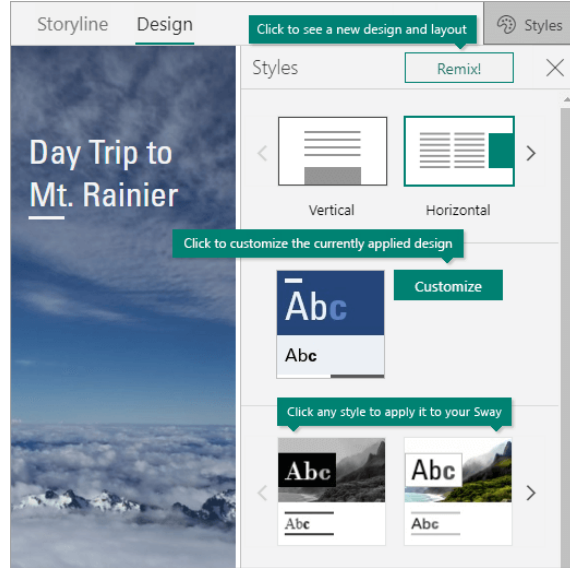 Storyline Design
Click to see a new design and layout
Styles
Styles
Remix!
Day Trip to
Mt. Rainier
Vertical
Horizontal
Click to customize the currently applied design
Customize
Abc
Abc
Click any style to apply it to your Sway
Abc
Abc
Abc
Abc